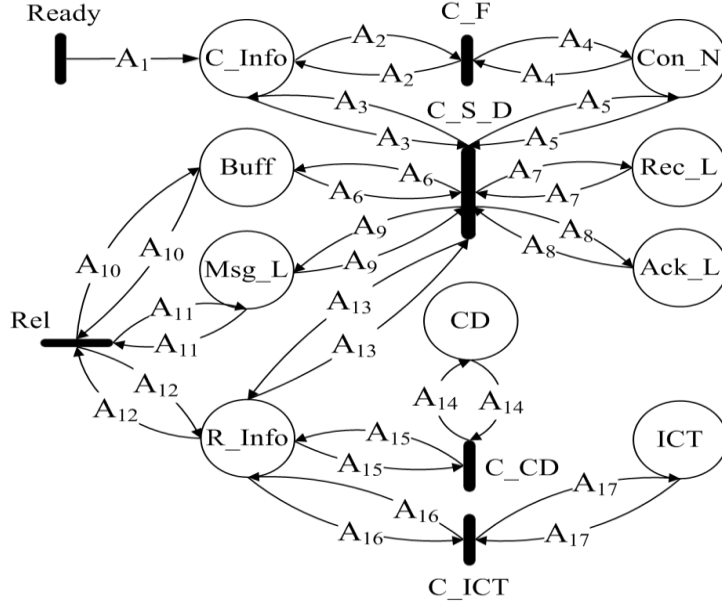 Ready
C_F
A₁
C_Info
A₂
A₂
A₄
A₄
Con_N
A₃
A₃
C_S_D
A₅
A₅
Buff
A₆
A₆
A₇
A₇
Rec_L
A₈
A₈
Ack_L
A₉
A₉
Msg_L
A₁₀
A₁₀
Rel
A₁₁
A₁₁
A₁₃
A₁₃
CD
A₁₂
A₁₂
A₁₄
A₁₄
R_Info
A₁₅
A₁₅
C_CD
ICT
A₁₆
A₁₆
A₁₇
A₁₇
C_ICT